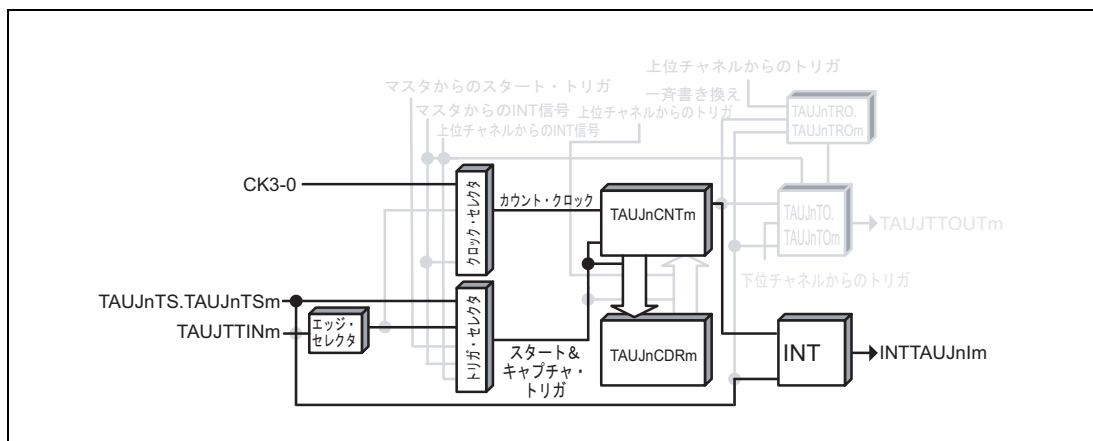 上位チャネルからのトリガ
マスタからのスタート・トリガ
一斉書き換え
マスタからのINT信号
上位チャネルからのトリガ
上位チャネルからのINT信号
TAUJnTRO.
TAUJnTROm
CK3-0
クロック・セレクタ
カウント・クロック
TAUJnCNTm
TAUJnTO.
TAUJnTOm
TAUJTTOUTm
下位チャネルからのトリガ
TAUJnTS.TAUJnTSm
TAUJTTINm
エッジ・
セレクタ
トリガ・セレクタ
スタート&
キャプチャ・
トリガ
TAUJnCDRm
INT
INTTAUJnIm